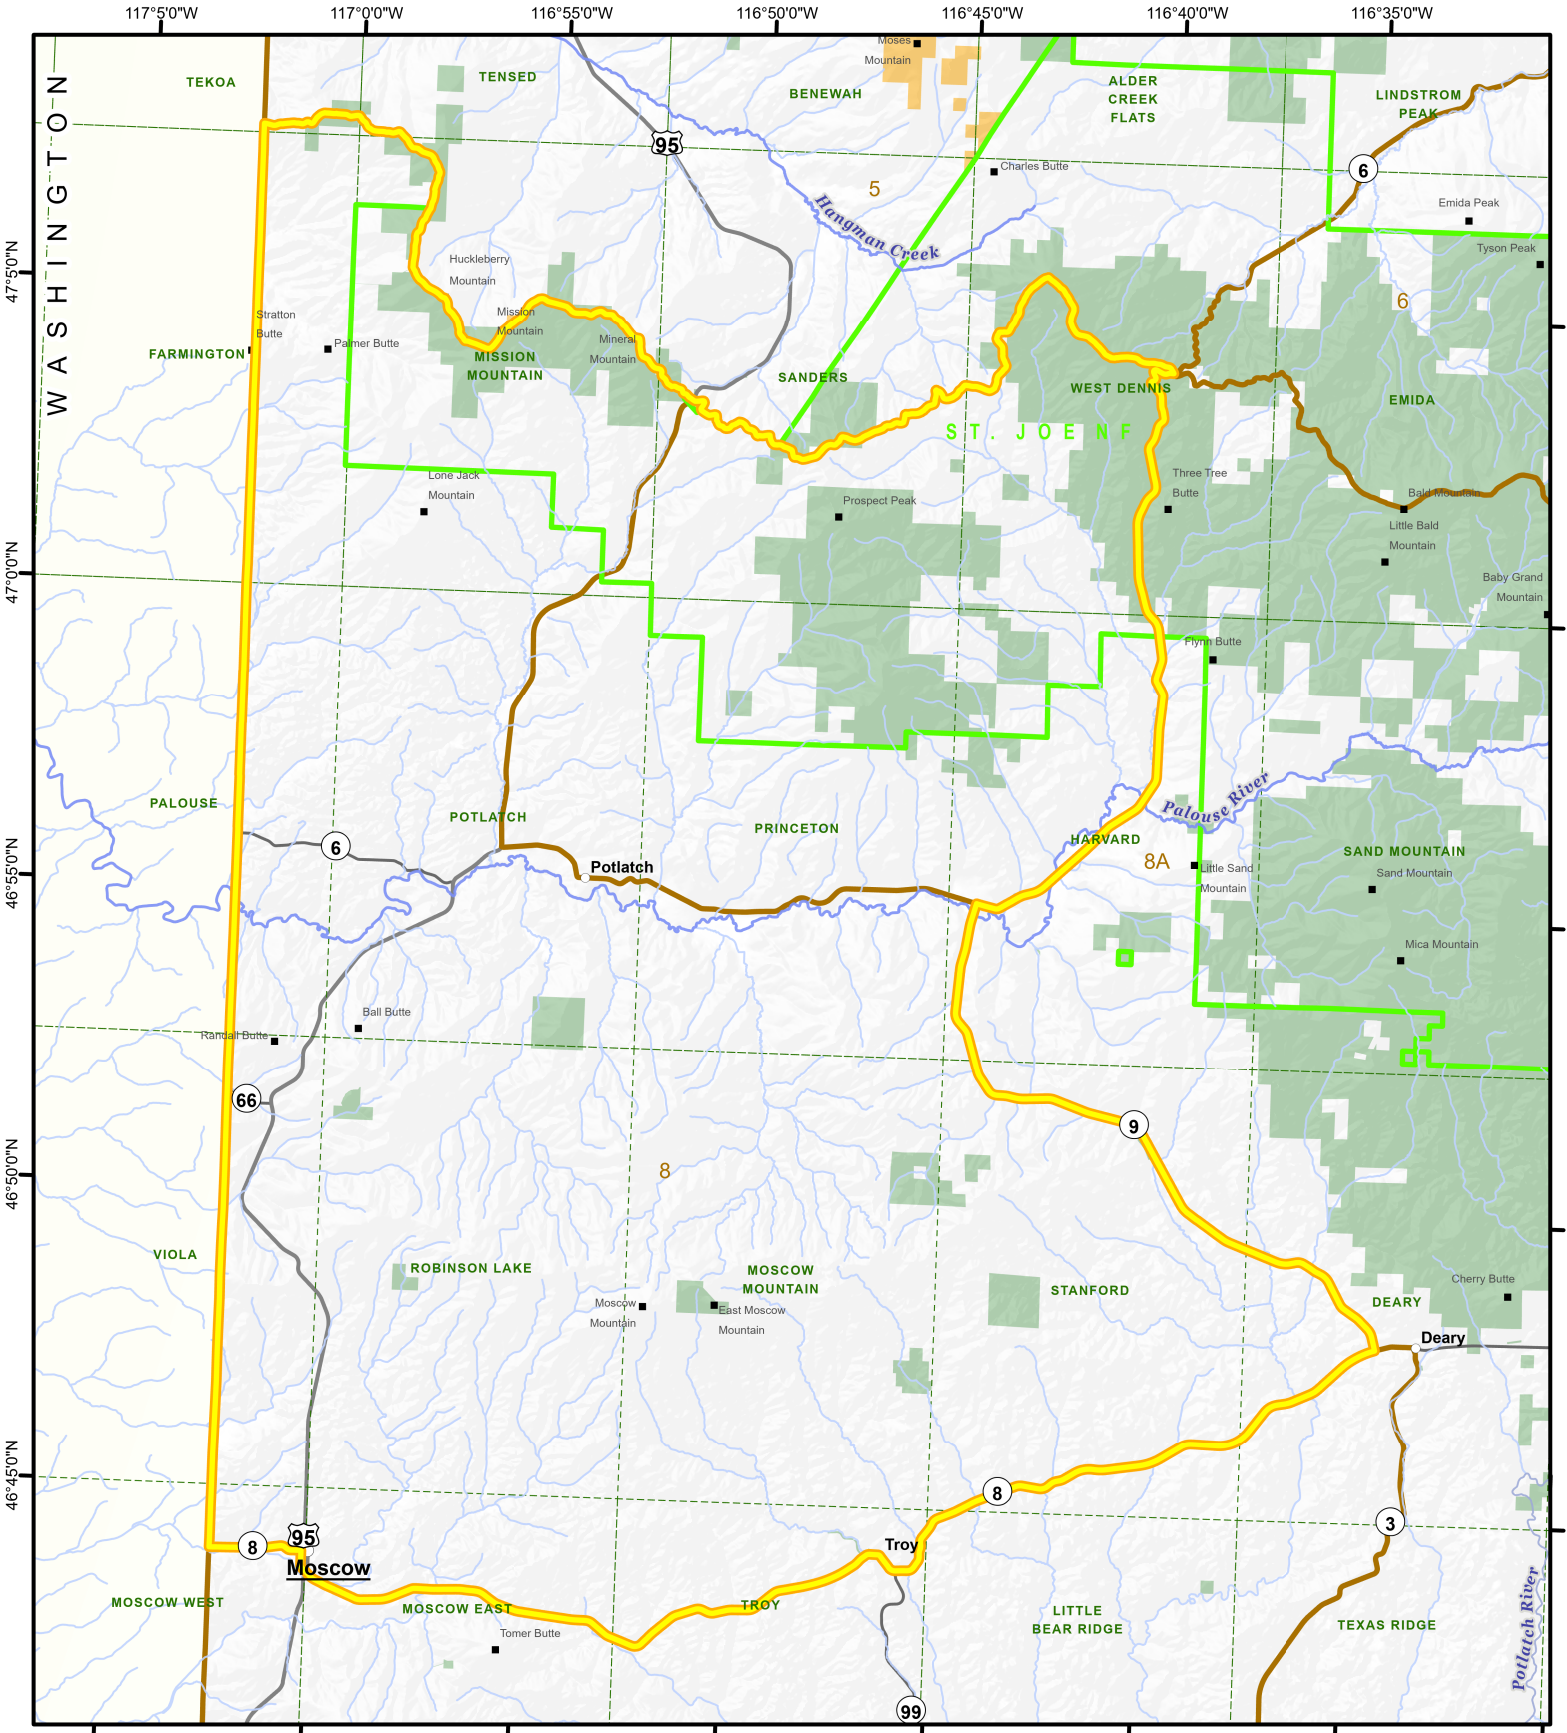 117°5'0"W
117°0'0"W
116°55'0"W
116°50'0"W
116°45'0"W
116°40'0"W
116°35'0"W
47°5'0"N
47°0'0"N
46°55'0"N
46°50'0"N
46°45'0"N
WASHINGTON
TEKOA
TENSED
BENEWAH
Moses
Mountain
ALDER
CREEK
FLATS
LINDSTROM
PEAK
95
6
Charles Butte
5
Hangman Creek
Emida Peak
Tyson Peak
Huckleberry
Mountain
6
Stratton
Butte
Mission
Mountain
Palmer Butte
Mineral
Mountain
FARMINGTON
MISSION
MOUNTAIN
SANDERS
WEST DENNIS
EMIDA
ST. JOE NF
Lone Jack
Mountain
Three Tree
Butte
Prospect Peak
Bald Mountain
Little Bald
Mountain
Baby Grand
Mountain
Flynn Butte
PALOUSE
POTLATCH
PRINCETON
Palouse River
HARVARD
6
Potlatch
8A
SAND MOUNTAIN
Little Sand
Mountain
Sand Mountain
Mica Mountain
Ball Butte
Randall Butte
66
9
8
VIOLA
ROBINSON LAKE
MOSCOW
MOUNTAIN
STANFORD
Cherry Butte
DEARY
Moscow
Mountain
East Moscow
Mountain
Deary
8
3
95
8
Troy
Moscow
MOSCOW WEST
MOSCOW EAST
TROY
LITTLE
BEAR RIDGE
TEXAS RIDGE
Tomer Butte
Potlatch River
99